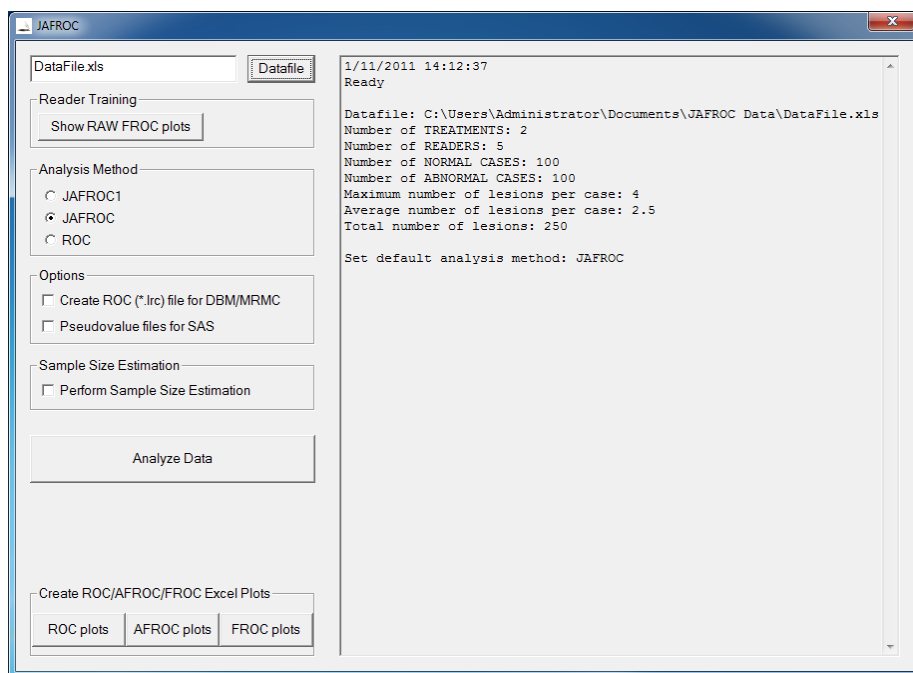 JAFROC
DataFile.xls
Datafile
Reader Training
Show RAW FROC plots
Analysis Method
JAFROC1
JAFROC
ROC
Options
Create ROC (*.lrc) file for DBM/MRMC
Pseudovalue files for SAS
Sample Size Estimation
Perform Sample Size Estimation
Analyze Data
Create ROC/AFROC/FROC Excel Plots
ROC plots
AFROC plots
FROC plots
1/11/2011 14:12:37
Ready
Datafile: C:\Users\Administrator\Documents\JAFROC Data\DataFile.xls
Number of TREATMENTS: 2
Number of READERS: 5
Number of NORMAL CASES: 100
Number of ABNORMAL CASES: 100
Maximum number of lesions per case: 4
Average number of lesions per case: 2.5
Total number of lesions: 250
Set default analysis method: JAFROC